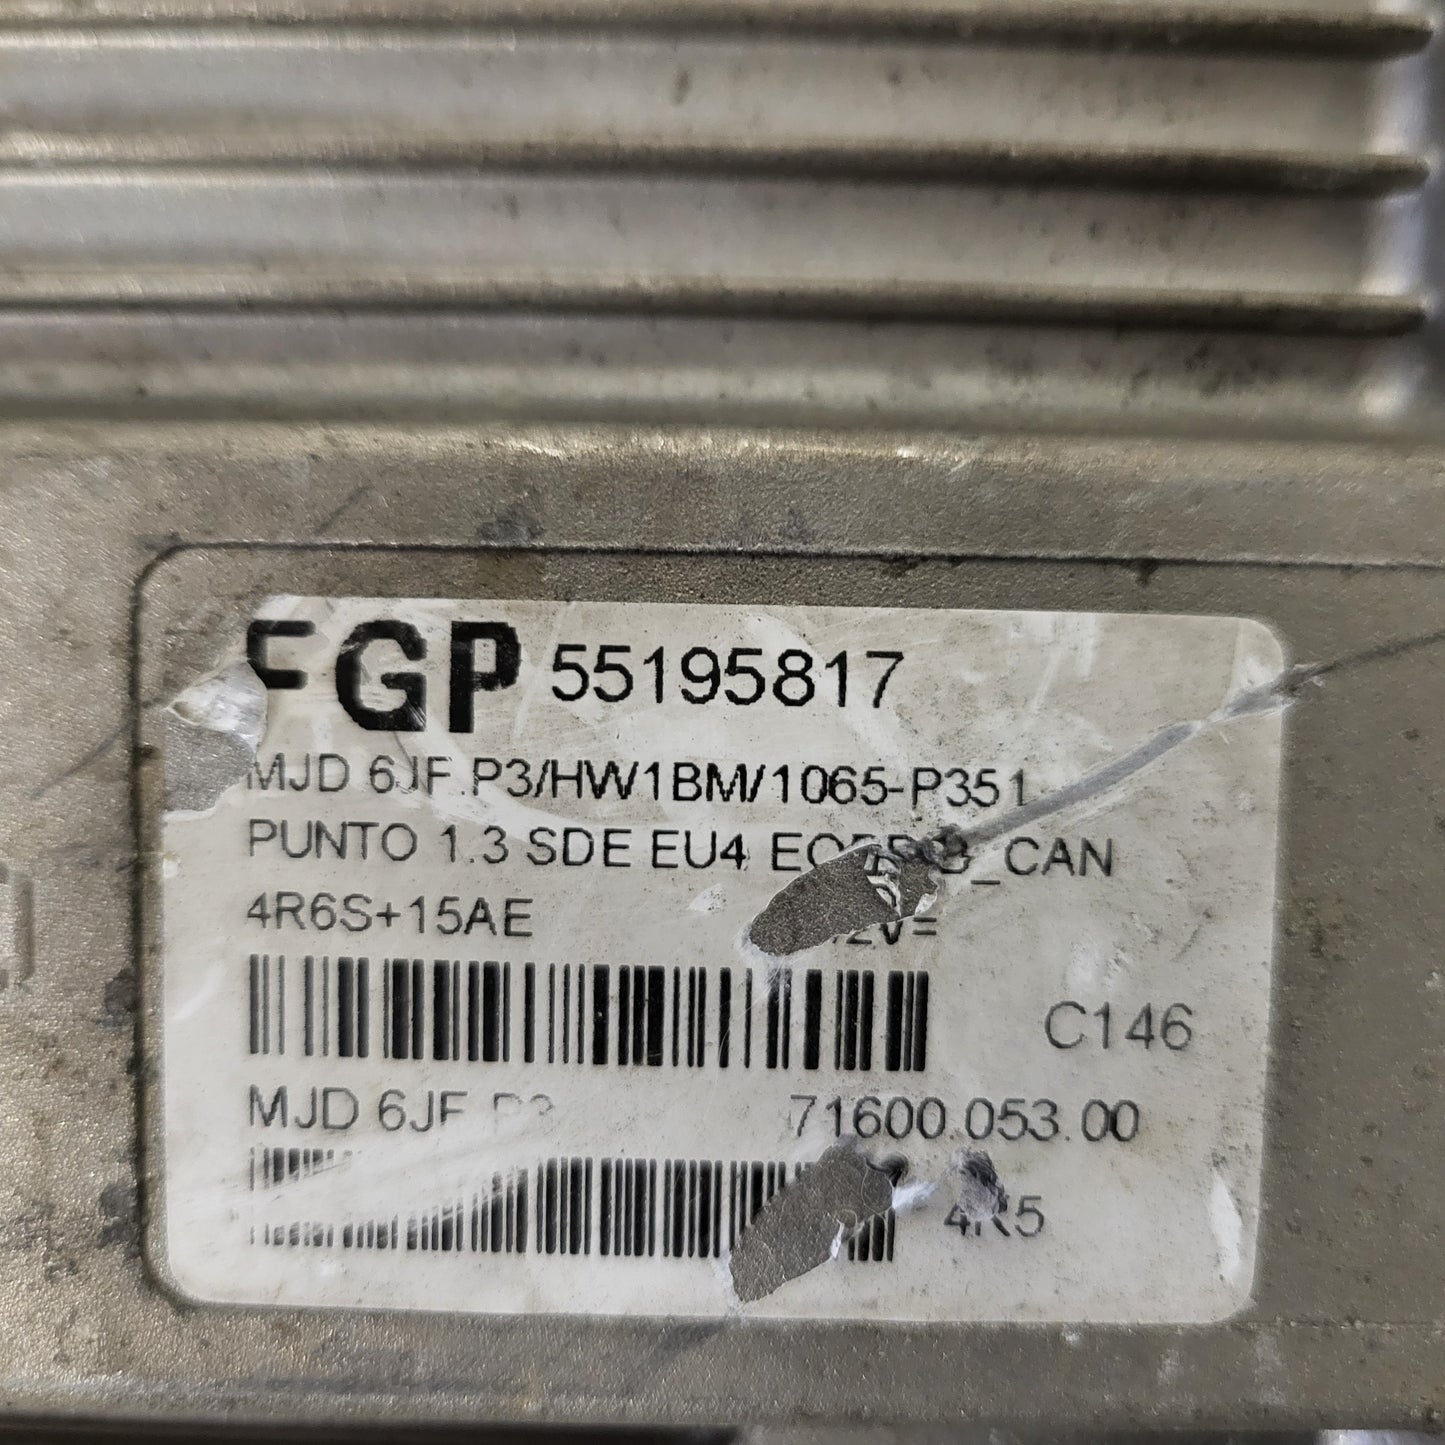 FGP 55195817
MJD 6JF.P3/HW1BM/1065-P351
PUNTO 1.3 SDE EU4
4R6S+15AE
C146
MJD 6JF.P3 71600.053.00
4R5